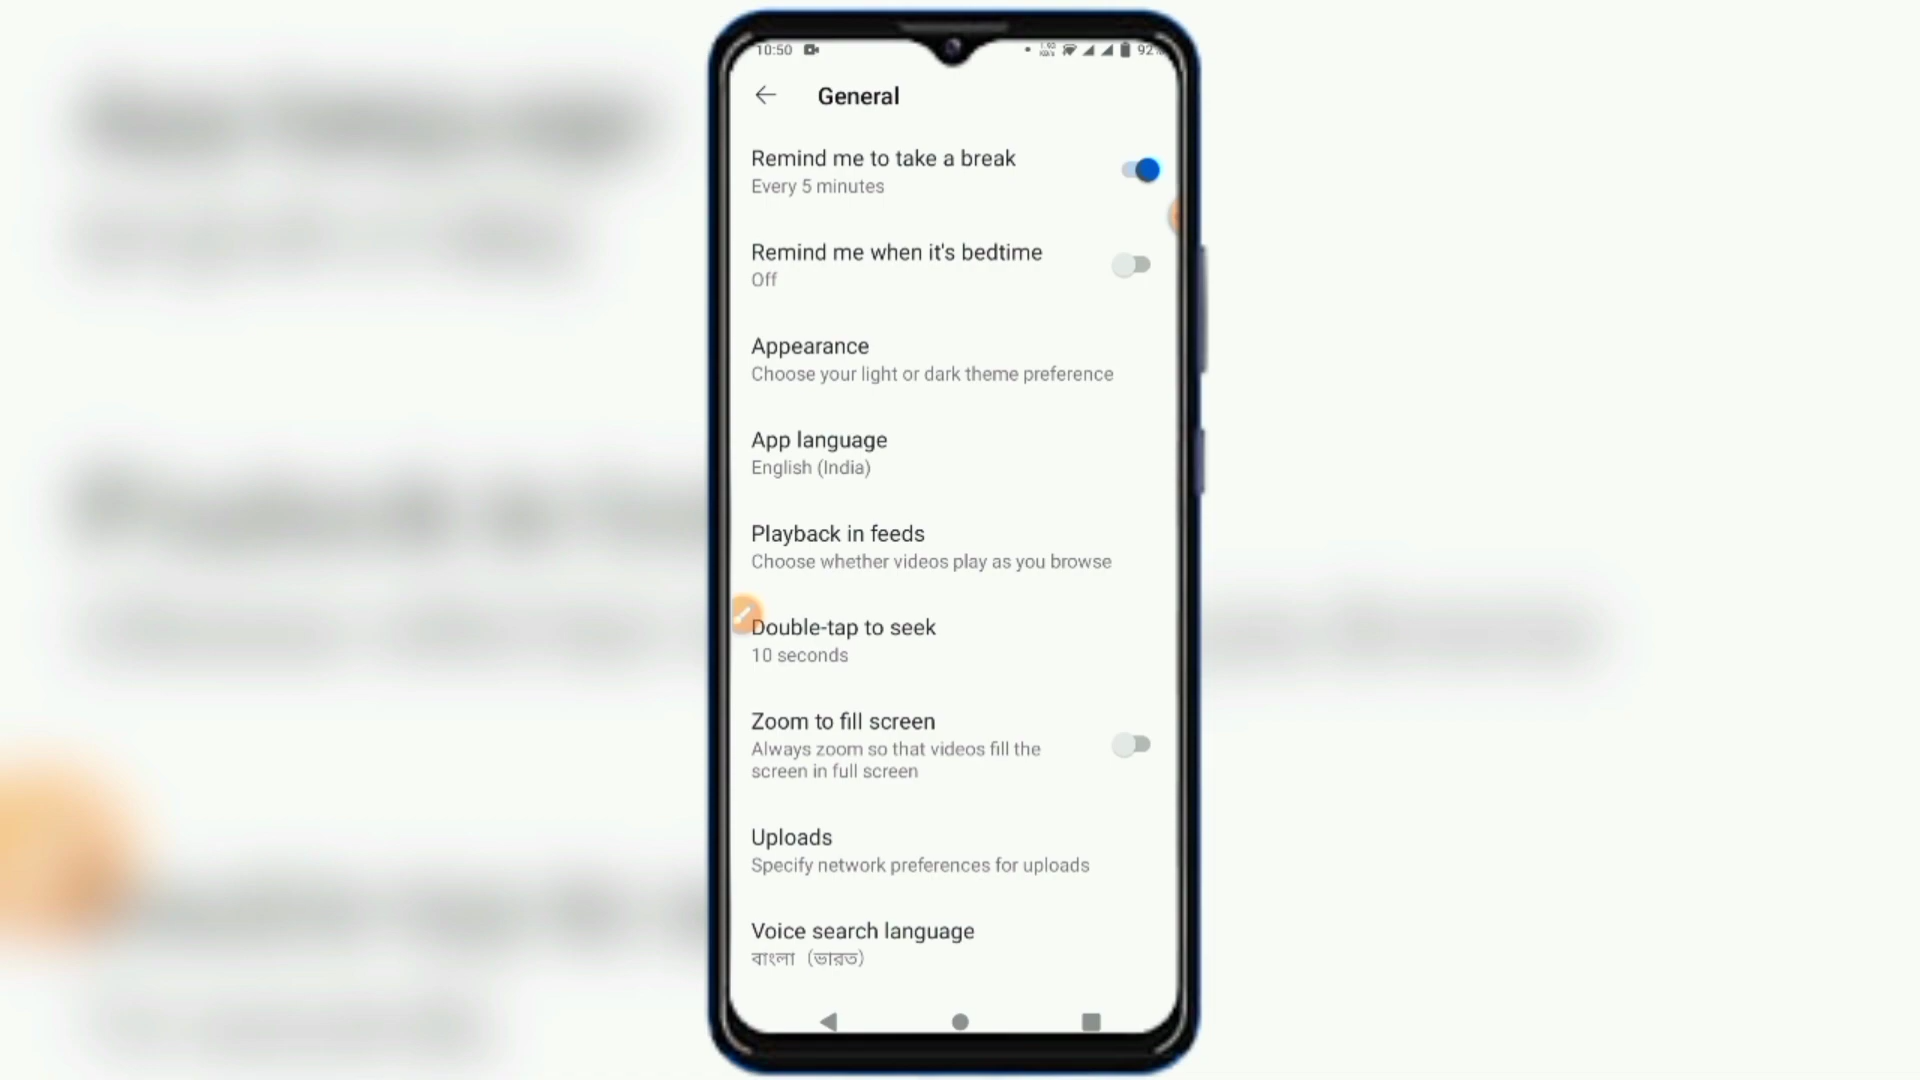 10:50 92%
General
Remind me to take a break
Every 5 minutes
Remind me when it's bedtime
Off
Appearance
Choose your light or dark theme preference
App language
English (India)
Playback in feeds
Choose whether videos play as you browse
Double-tap to seek
10 seconds
Zoom to fill screen
Always zoom so that videos fill the
screen in full screen
Uploads
Specify network preferences for uploads
Voice search language
বাংলা (ভারত)